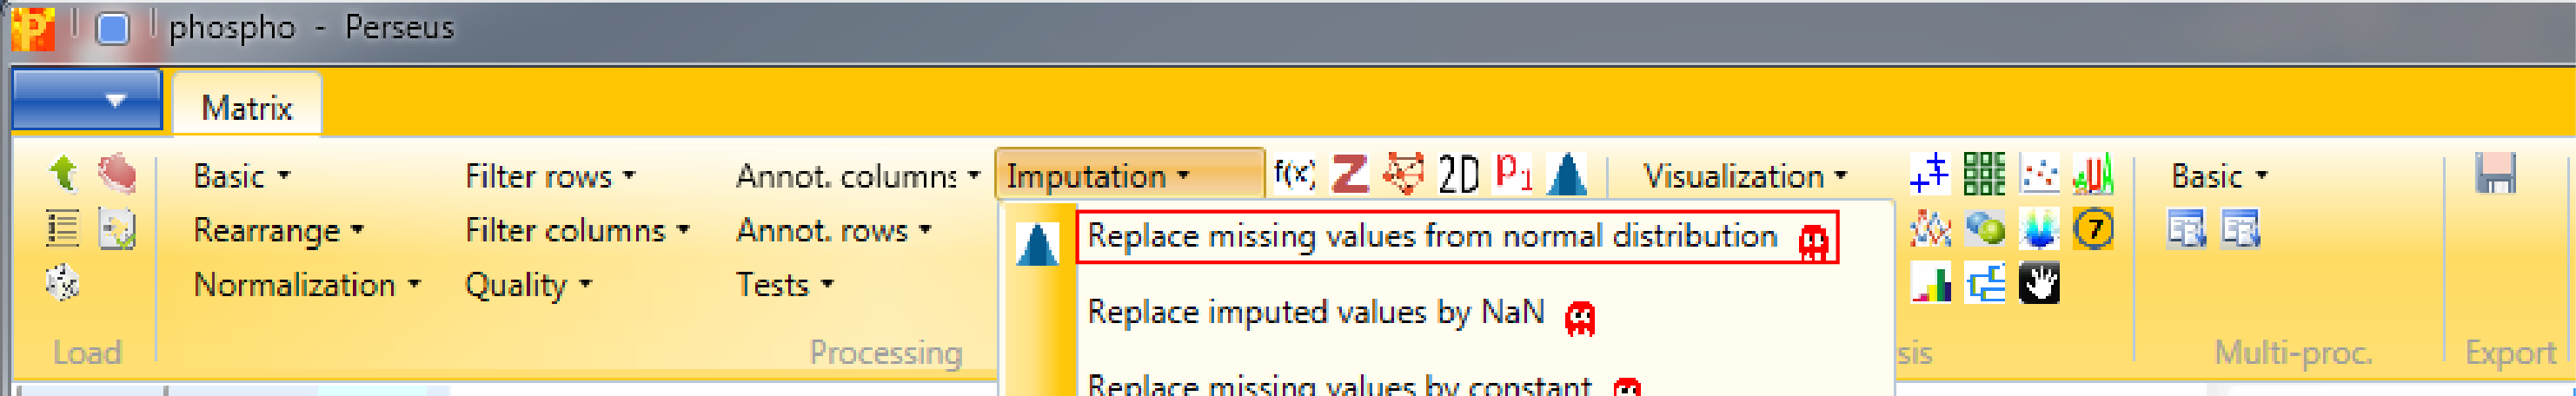 phospho - Perseus
Matrix
Basic Filter rows Annot. columns Imputation f(x) Z 2D P1 Visualization Basic
Rearrange Filter columns Annot. rows Replace missing values from normal distribution 7
Normalization Quality Tests Replace imputed values by NaN
Load Processing sis Multi-proc. Export
Replace missing values by constant